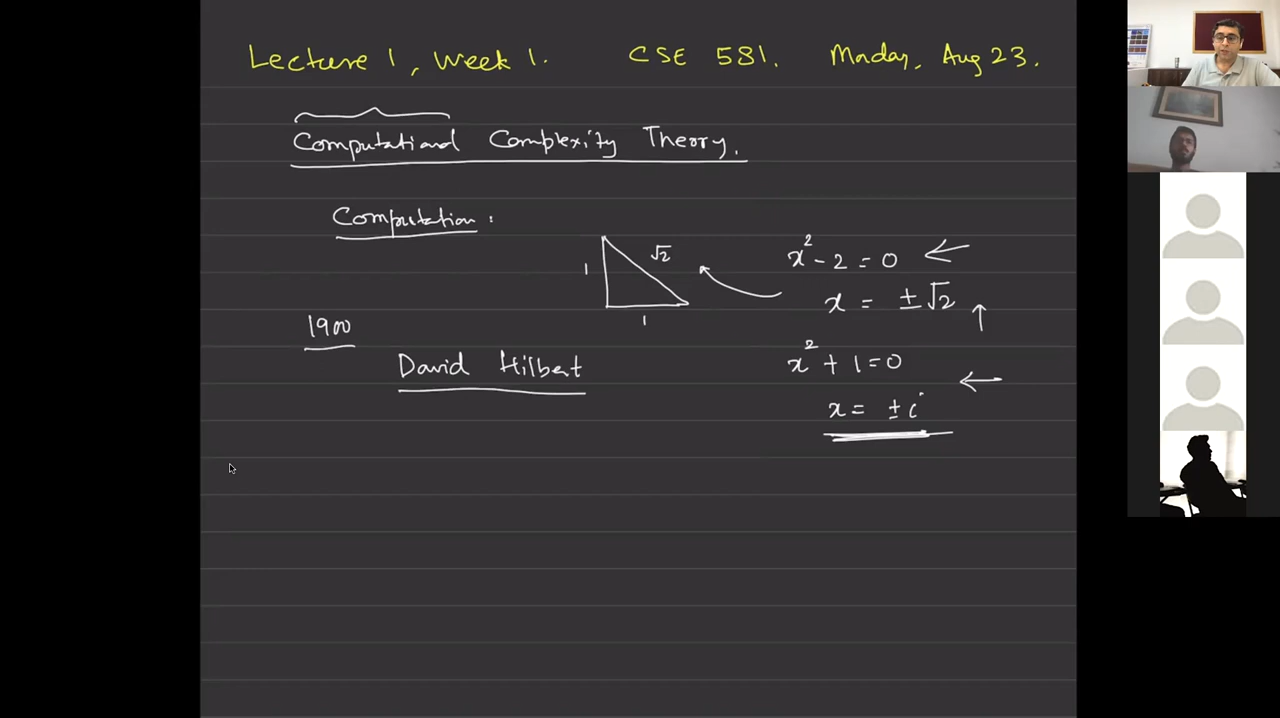 Lecture 1, Week 1. CSE 581. Monday, Aug 23.
Computational Complexity Theory.
Computation:
1 √2 1
x² - 2 = 0
x = ±√2
1900
David Hilbert
x² + 1 = 0
x = ±i